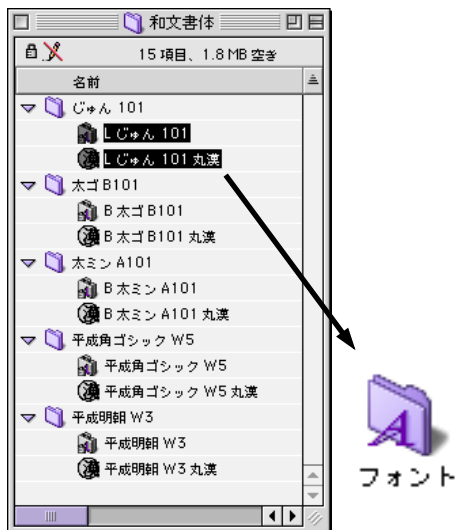 和文書体
15 項目、1.8 MB 空き
名前
じゅん 101
L じゅん 101
L じゅん 101 丸漢
太ゴ B101
B 太ゴ B101
B 太ゴ B101 丸漢
太ミン A101
B 太ミン A101
B 太ミン A101 丸漢
平成角ゴシック W5
平成角ゴシック W5
平成角ゴシック W5 丸漢
平成明朝 W3
平成明朝 W3
平成明朝 W3 丸漢
フォント